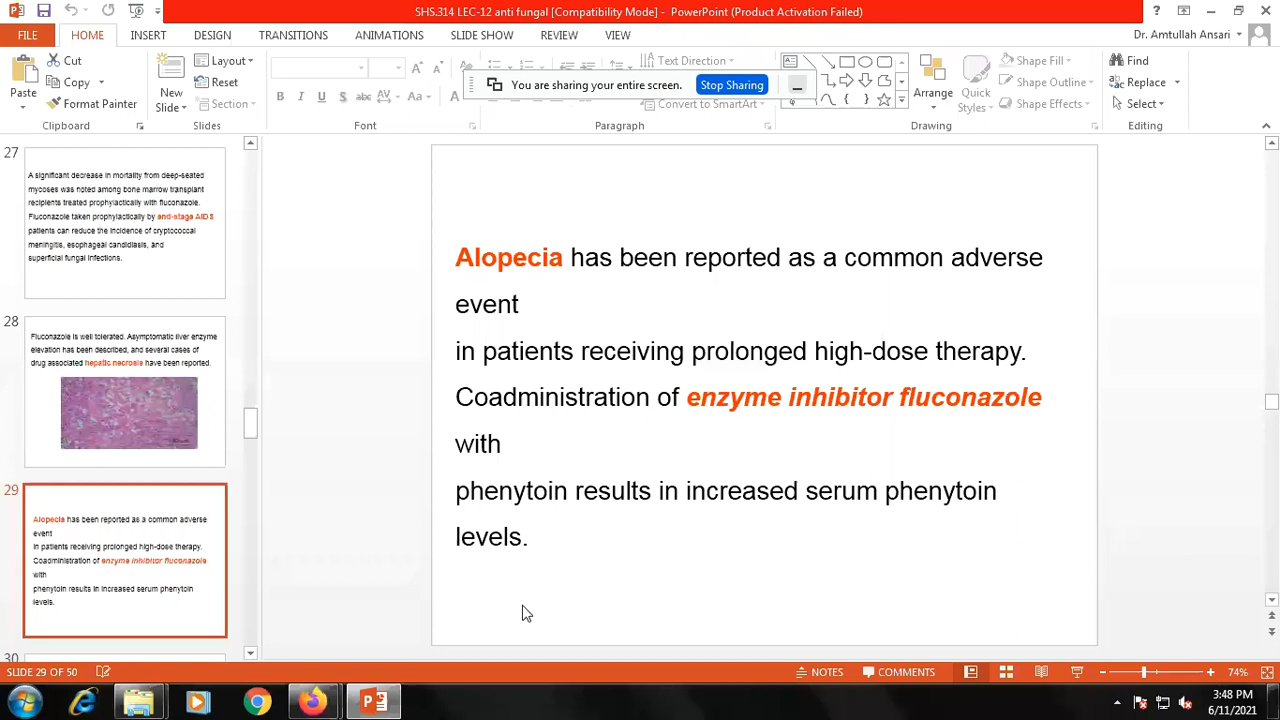 SHS.314 LEC-12 anti fungal [Compatibility Mode] - PowerPoint (Product Activation Failed)
FILE HOME INSERT DESIGN TRANSITIONS ANIMATIONS SLIDE SHOW REVIEW VIEW Dr. Amtullah Ansari
Paste
Cut
Copy
Format Painter
Clipboard
New
Slide
Layout
Reset
Section
Slides
B I U S abc AV Aa A
Font
Text Direction
Convert to SmartArt
Paragraph
You are sharing your entire screen. Stop Sharing
Arrange
Quick
Styles
Shape Fill
Shape Outline
Shape Effects
Drawing
Find
Replace
Select
Editing
27
A significant decrease in mortality from deep-seated
mycoses was noted among bone marrow transplant
recipients treated prophylactically with fluconazole.
Fluconazole taken prophylactically by end-stage AIDS
patients can reduce the incidence of cryptococcal
meningitis, esophageal candidiasis, and
superficial fungal infections.
28
Fluconazole is well tolerated. Asymptomatic liver enzyme
elevation has been described, and several cases of
drug associated hepatic necrosis have been reported.
29
Alopecia has been reported as a common adverse
event
in patients receiving prolonged high-dose therapy.
Coadministration of enzyme inhibitor fluconazole
with
phenytoin results in increased serum phenytoin
levels.
30
Alopecia has been reported as a common adverse
event
in patients receiving prolonged high-dose therapy.
Coadministration of enzyme inhibitor fluconazole
with
phenytoin results in increased serum phenytoin
levels.
SLIDE 29 OF 50 NOTES COMMENTS 74%
3:48 PM
6/11/2021